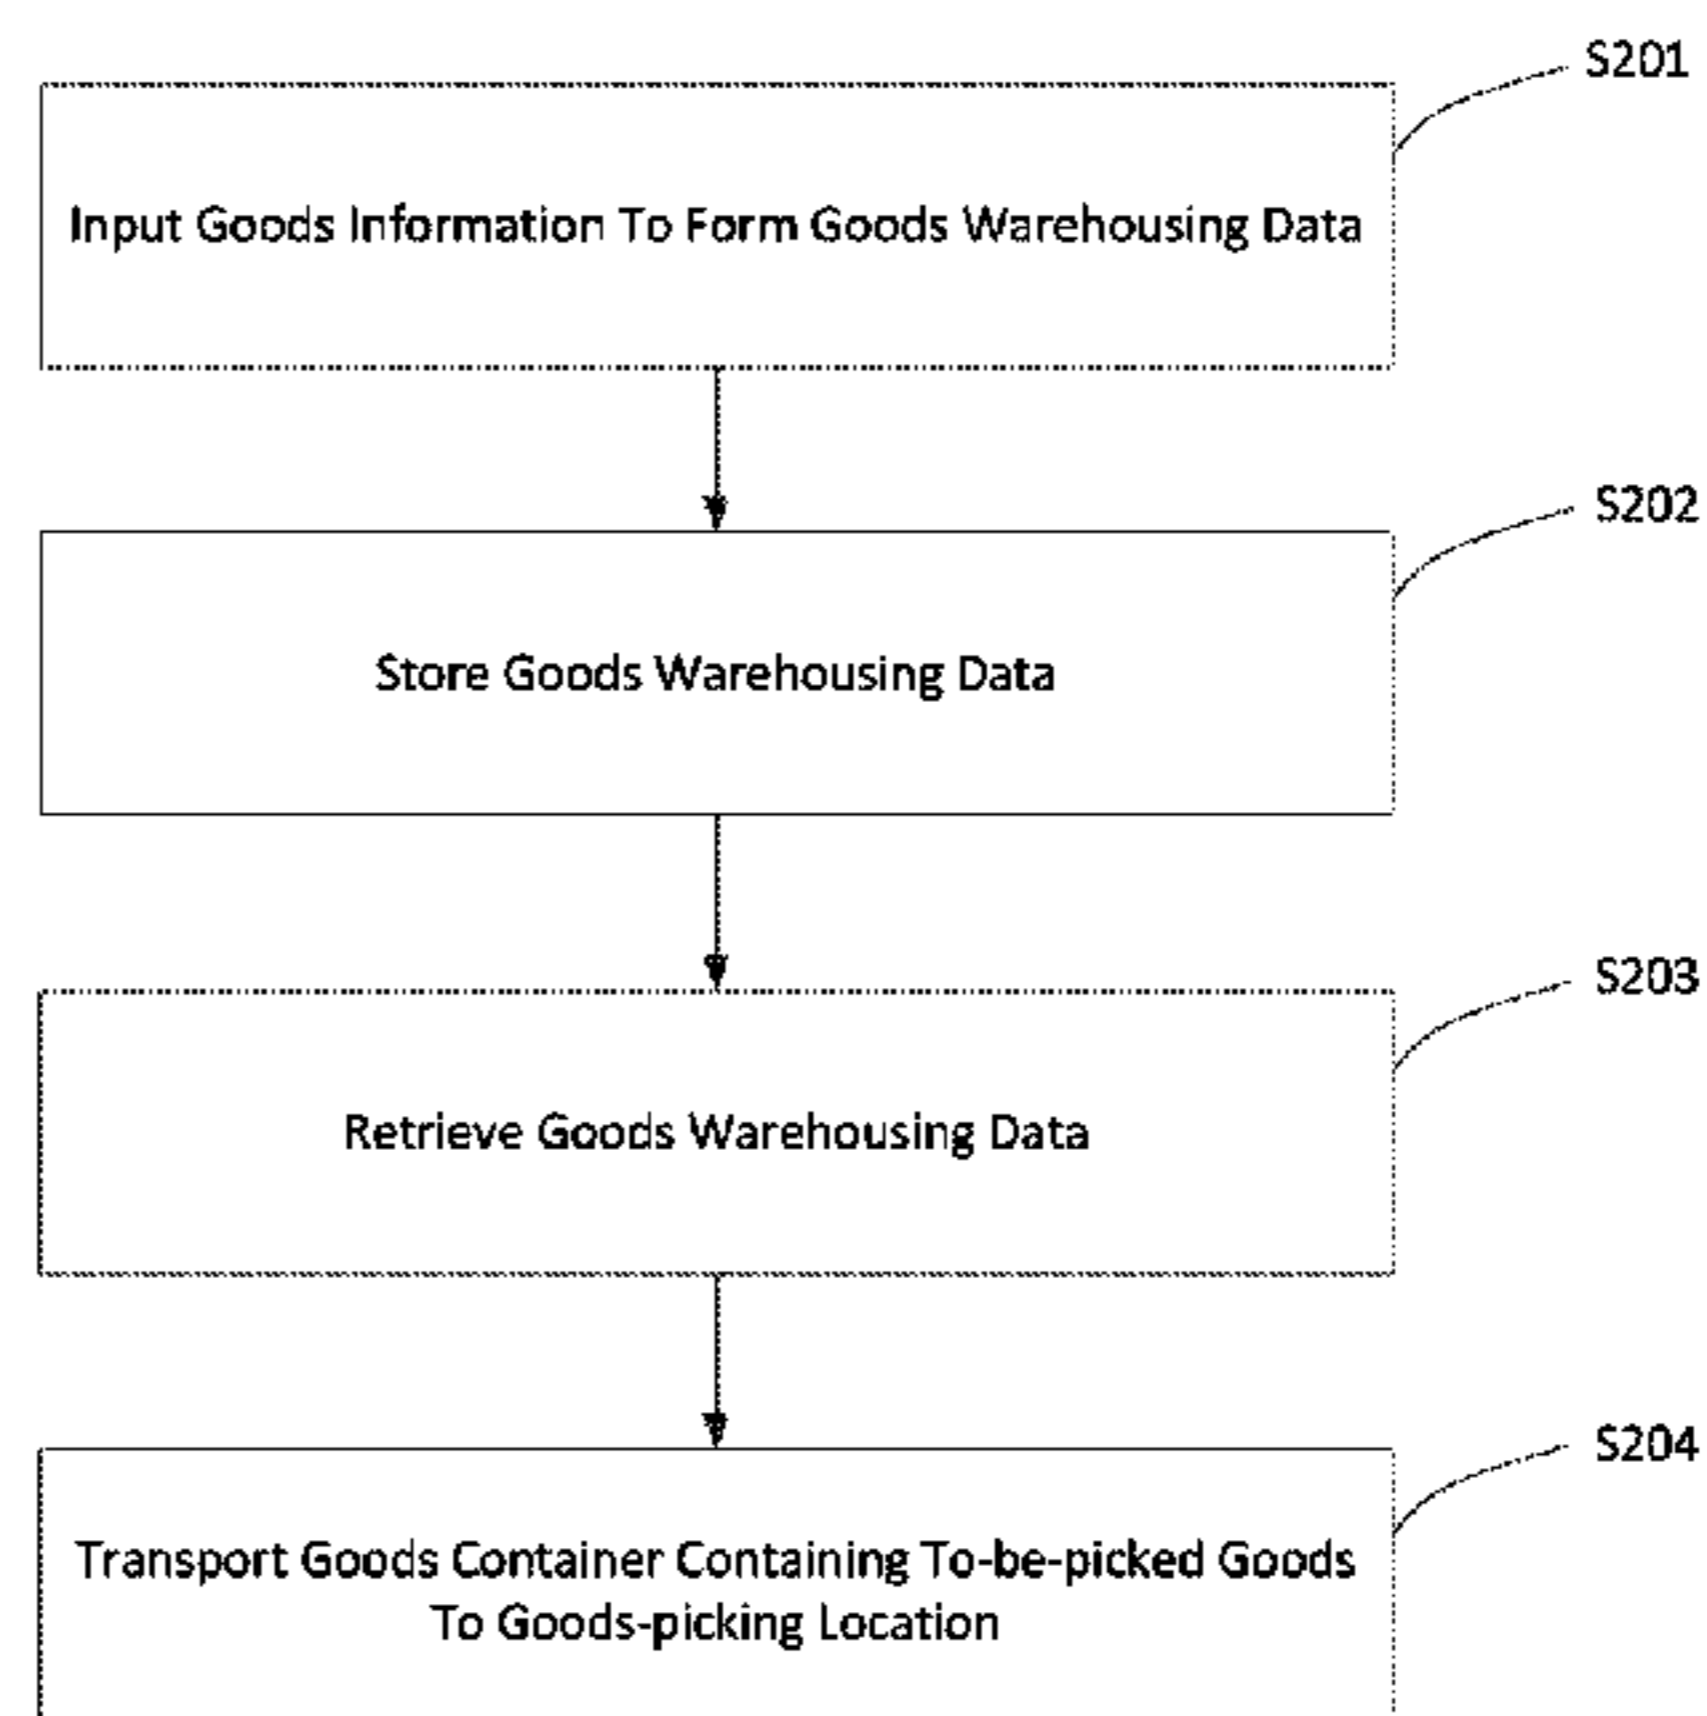 S201
Input Goods Information To Form Goods Warehousing Data
S202
Store Goods Warehousing Data
S203
Retrieve Goods Warehousing Data
S204
Transport Goods Container Containing To-be-picked Goods
To Goods-picking Location